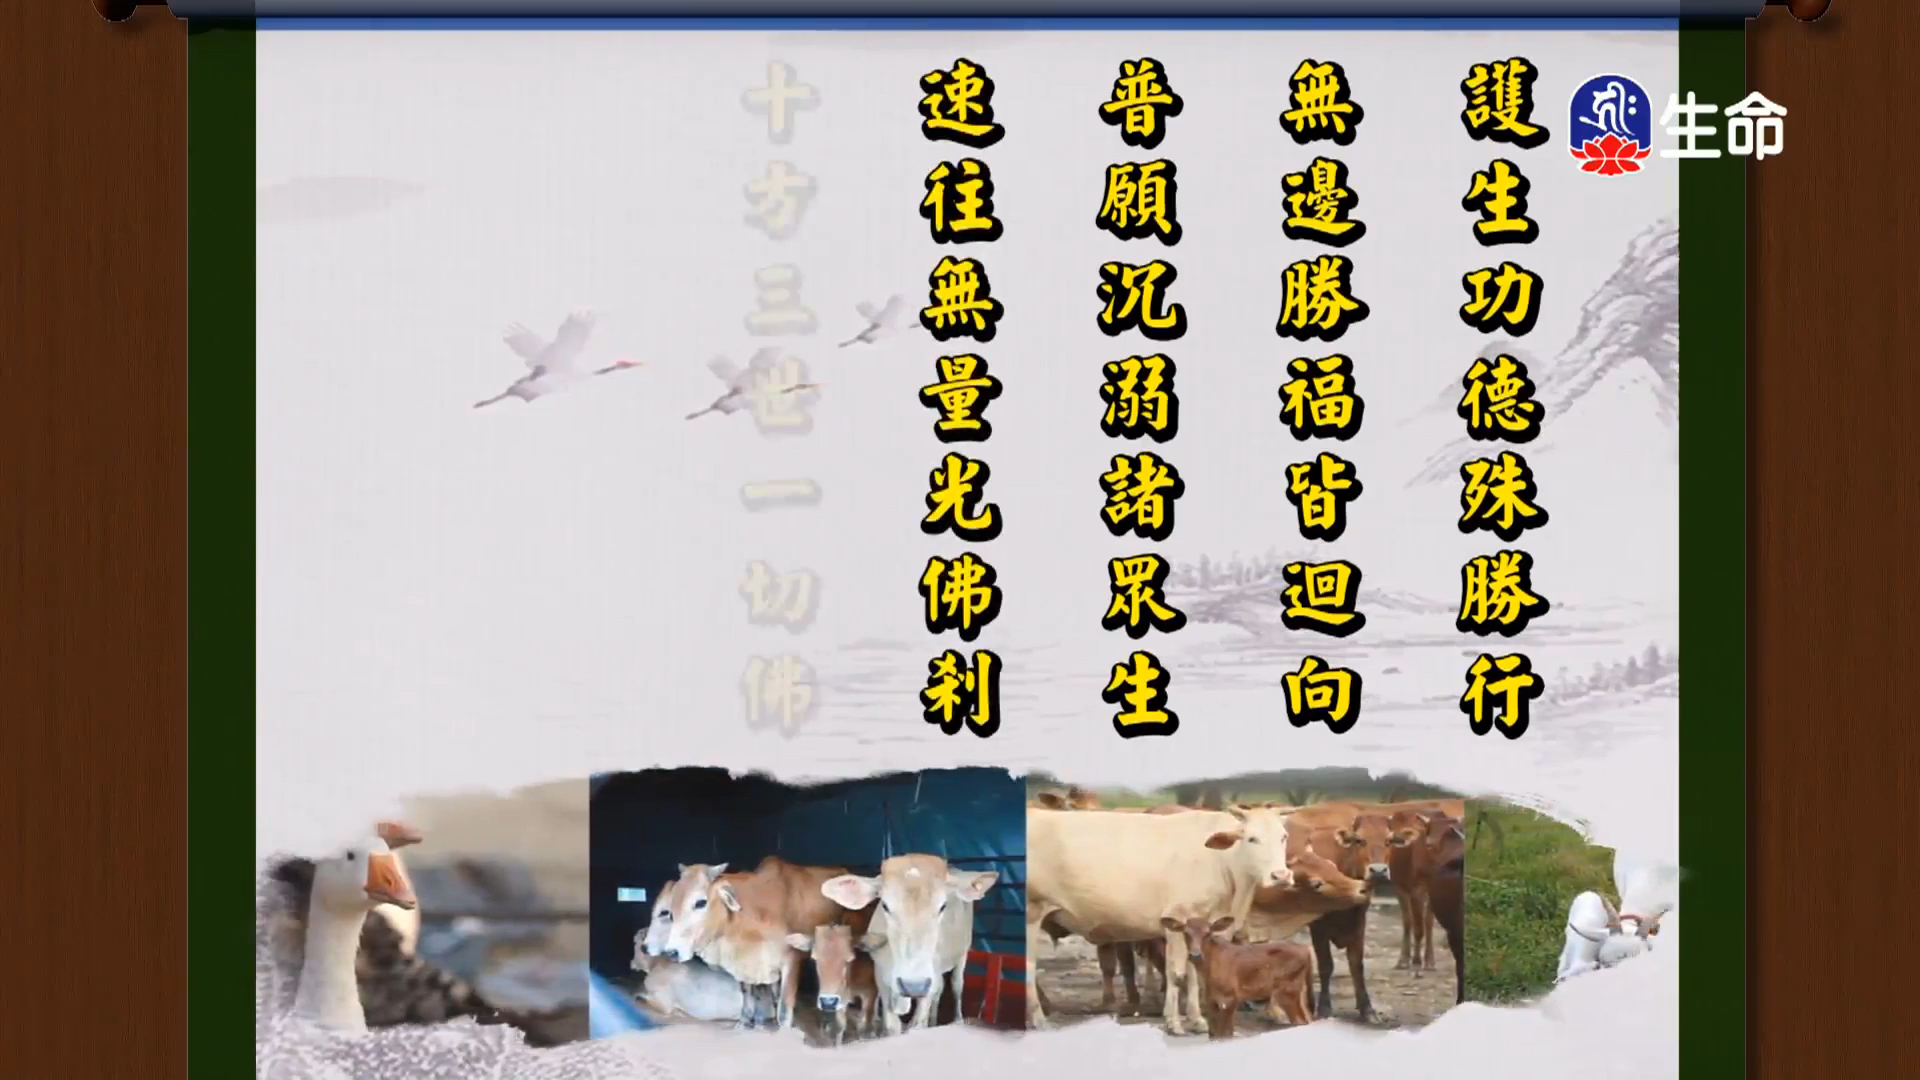 護生功德殊勝行
無邊勝福皆迴向
普願沉溺諸眾生
速往無量光佛剎
十方三世一切佛
生命